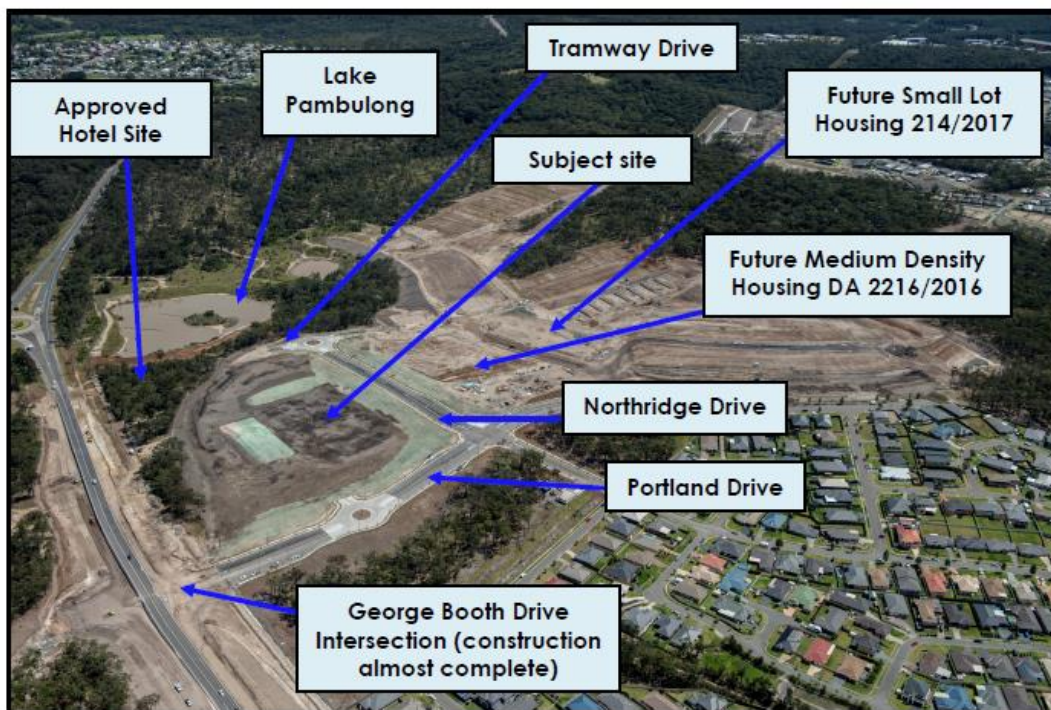 Tramway Drive
Lake
Pambulong
Approved
Hotel Site
Future Small Lot
Housing 214/2017
Subject site
Future Medium Density
Housing DA 2216/2016
Northridge Drive
Portland Drive
George Booth Drive
Intersection (construction
almost complete)